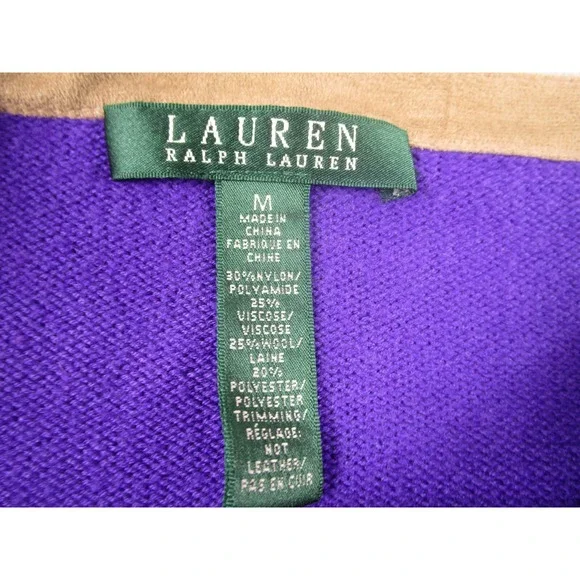 LAUREN
RALPH LAUREN
M
MADE IN
CHINA
FABRIQUE EN
CHINE
30%NYLON/
POLYAMIDE
25%
VISCOSE/
VISCOSE
25%WOOL/
LAINE
20%
POLYESTER/
POLYESTER
TRIMMING/
RÉGLAGE:
NOT
LEATHER/
PAS EN CUIR